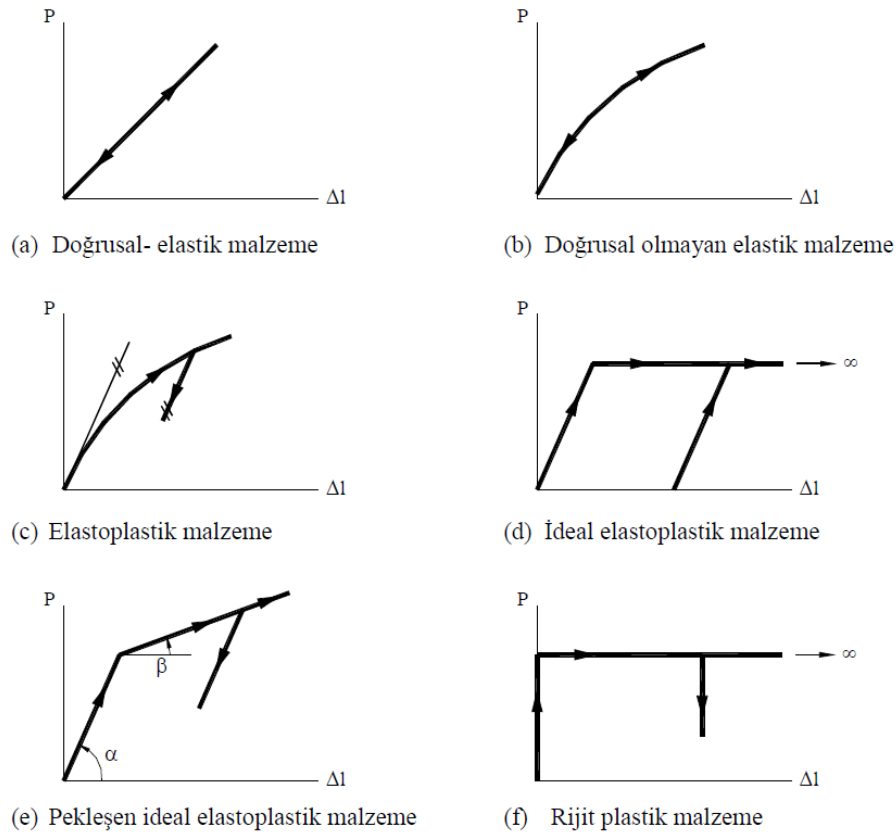 P
P
Δl
Δl
(a) Doğrusal- elastik malzeme
(b) Doğrusal olmayan elastik malzeme
P
P
∞
Δl
Δl
(c) Elastoplastik malzeme
(d) İdeal elastoplastik malzeme
P
P
β
∞
α
Δl
Δl
(e) Pekleşen ideal elastoplastik malzeme
(f) Rijit plastik malzeme